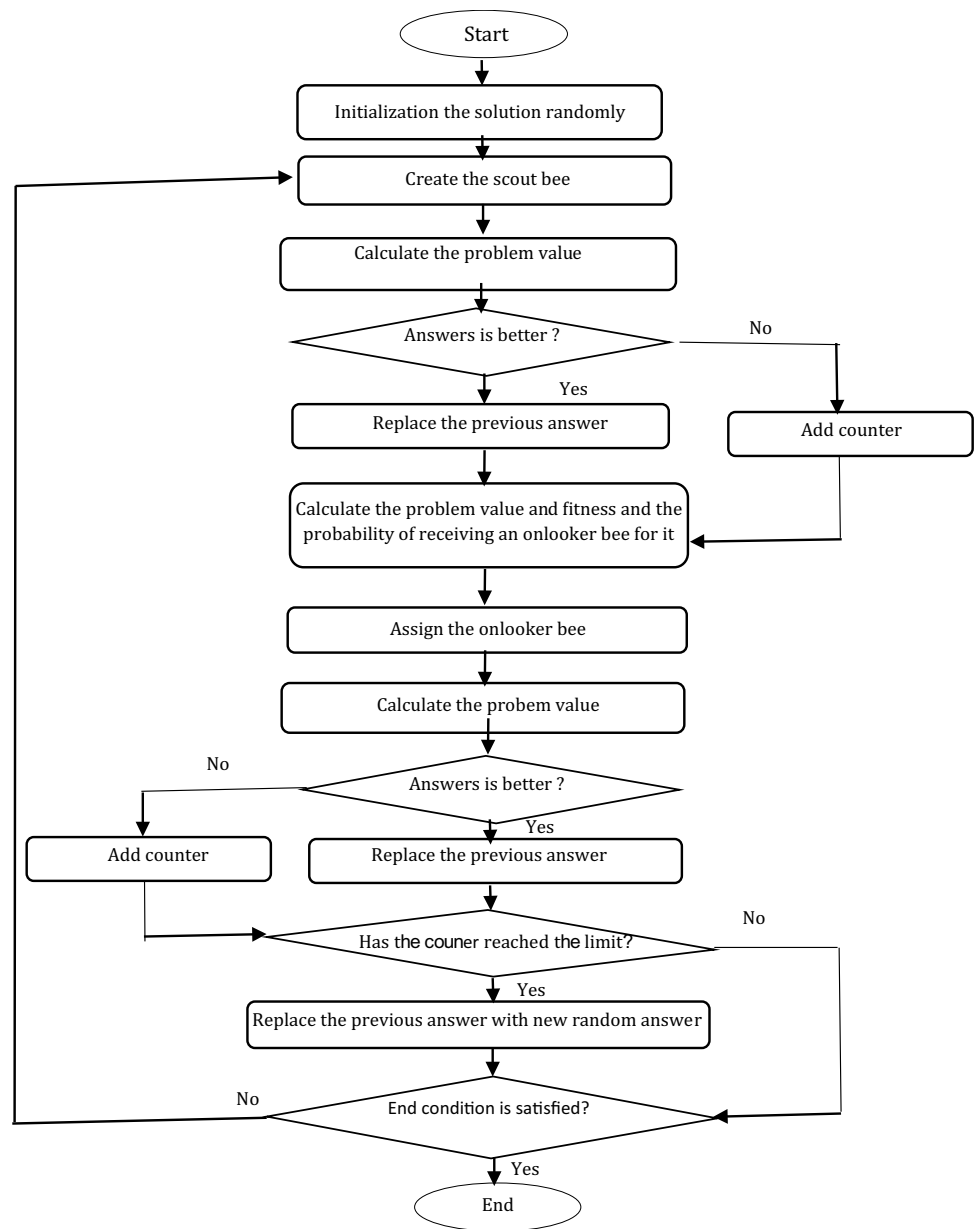 Start
Initialization the solution randomly
Create the scout bee
Calculate the problem value
Answers is better ?
No
Yes
Replace the previous answer
Add counter
Calculate the problem value and fitness and the
probability of receiving an onlooker bee for it
Assign the onlooker bee
Calculate the probem value
No
Answers is better ?
Yes
Add counter
Replace the previous answer
No
Has the couner reached the limit?
Yes
Replace the previous answer with new random answer
No
End condition is satisfied?
Yes
End